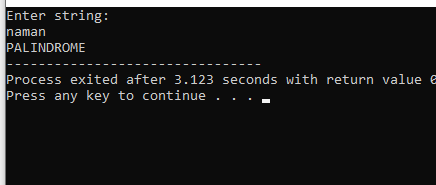 Enter string:
naman
PALINDROME
--------------------------------
Process exited after 3.123 seconds with return value 0
Press any key to continue . . .